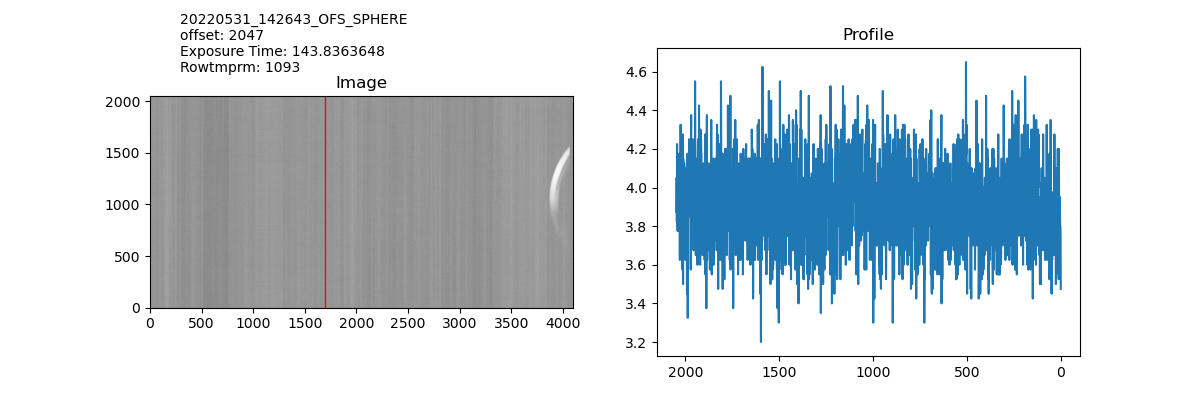 20220531_142643_OFS_SPHERE
offset: 2047
Exposure Time: 143.8363648
Rowtmprm: 1093
Image
2000
1500
1000
500
0
0 500 1000 1500 2000 2500 3000 3500 4000
Profile
4.6
4.4
4.2
4.0
3.8
3.6
3.4
3.2
2000 1500 1000 500 0